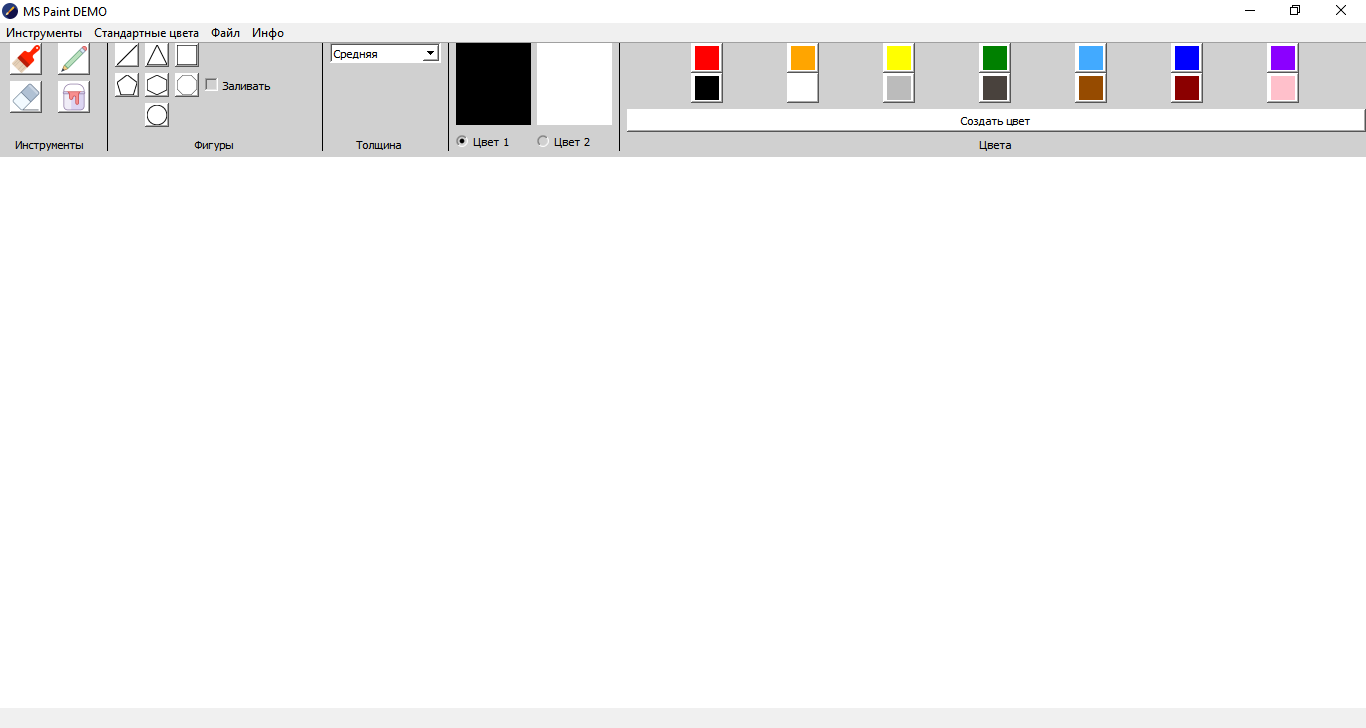 MS Paint DEMO
Инструменты Стандартные цвета Файл Инфо
Средняя
Заливать
Создать цвет
Цвет 1 Цвет 2
Инструменты Фигуры Толщина Цвета